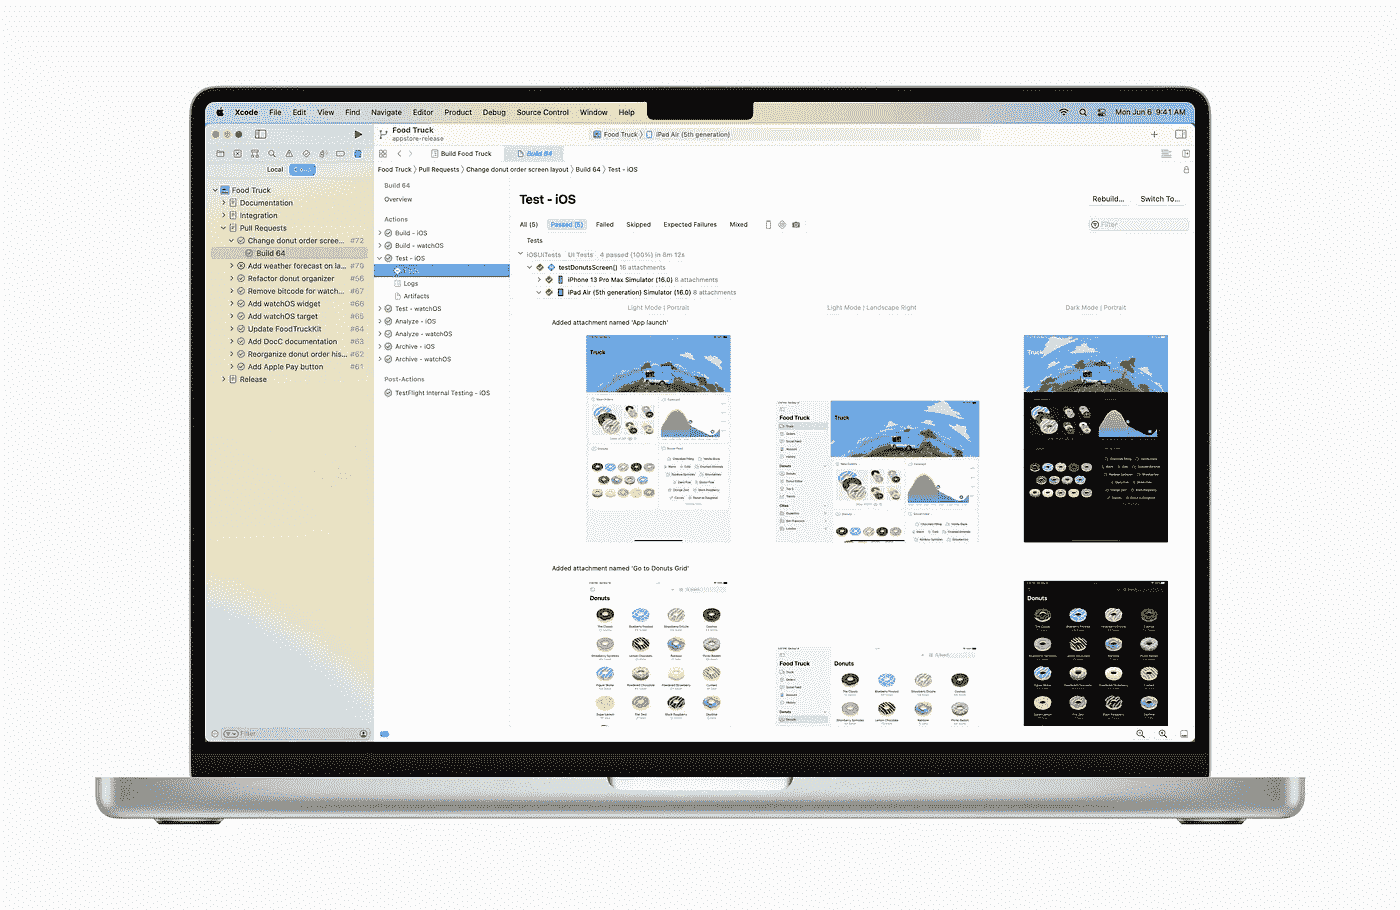 Xcode File Edit View Find Navigate Editor Product Debug Source Control Window Help
Mon Jun 6 9:41 AM
Food Truck
appstore-release
Food Truck
iPad Air (5th generation)
Build Food Truck
Build 64
Local
Food Truck
Documentation
Integration
Pull Requests
Change donut order scree... #72
Build 64
Add weather forecast on la... #70
Refactor donut organizer #56
Remove bitcode for watch... #67
Add watchOS widget #66
Add watchOS target #65
Update FoodTruckKit #64
Add DocC documentation #63
Reorganize donut order his... #62
Add Apple Pay button #61
Release
Filter
Food Truck Pull Requests Change donut order screen layout Build 64 Test - iOS
Build 64
Overview
Actions
Build - iOS
Build - watchOS
Test - iOS
Tests
Logs
Artifacts
Test - watchOS
Analyze - iOS
Analyze - watchOS
Archive - iOS
Archive - watchOS
Post-Actions
TestFlight Internal Testing - iOS
Test - iOS
Rebuild... Switch To...
All (5) Passed (5) Failed Skipped Expected Failures Mixed
Filter
Tests
iOSUITests UI Tests 4 passed (100%) in 8m 12s
testDonutsScreen() 16 attachments
iPhone 13 Pro Max Simulator (16.0) 8 attachments
iPad Air (5th generation) Simulator (16.0) 8 attachments
Light Mode | Portrait
Light Mode | Landscape Right
Dark Mode | Portrait
Added attachment named 'App launch'
Truck
Food Truck
Truck
Truck
Added attachment named 'Go to Donuts Grid'
Donuts
Food Truck
Donuts
Donuts